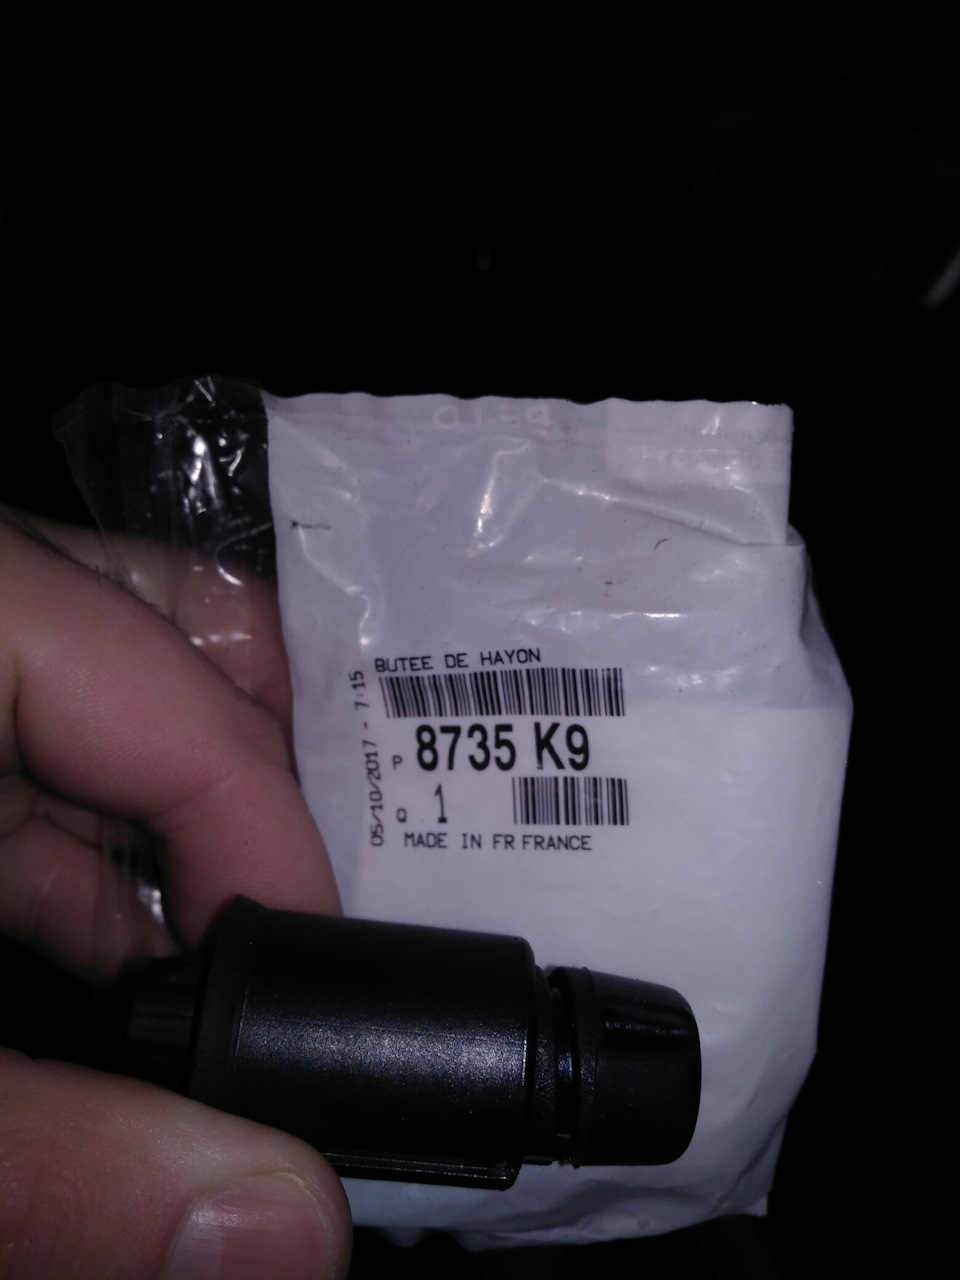 BUTEE DE HAYON
P 8735 K9
Q 1
MADE IN FR FRANCE
05/10/2017 - 7:15